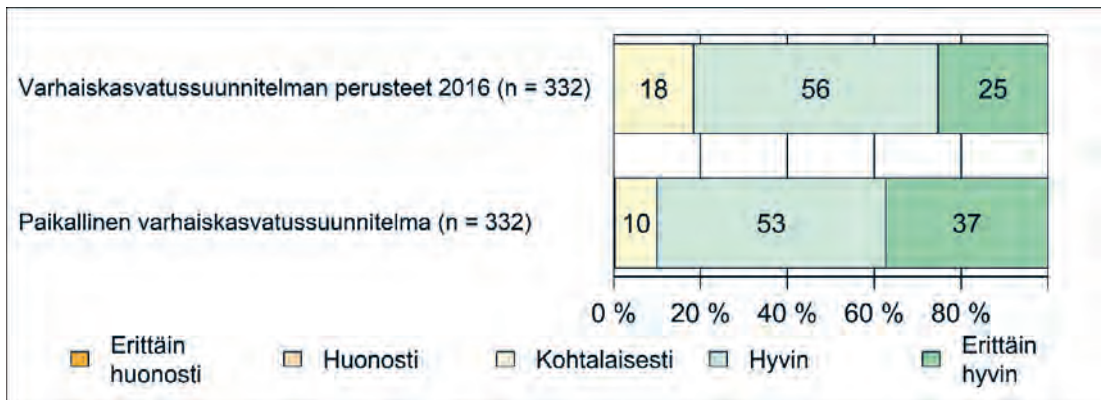 Varhaiskasvatussuunnitelman perusteet 2016 (n = 332) 18 56 25
Paikallinen varhaiskasvatussuunnitelma (n = 332) 10 53 37
0 % 20 % 40 % 60 % 80 %
Erittäin huonosti Huonosti Kohtalaisesti Hyvin Erittäin hyvin